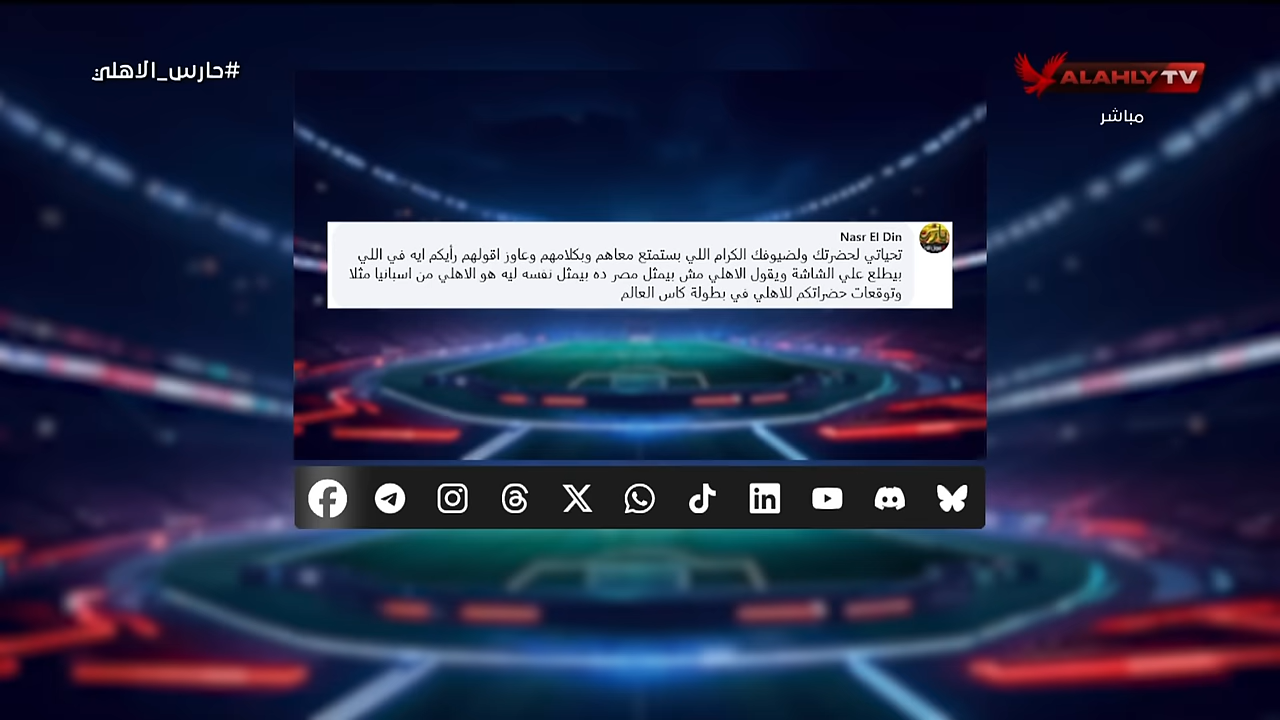 #حارس_الاهلي
ALAHLY TV
مباشر
Nasr El Din
تحياتي لحضرتك ولضيوفك الكرام اللي بستمتع معاهم وبكلامهم وعاوز اقولهم رأيكم ايه في اللي
بيطلع علي الشاشة ويقول الاهلي مش بيمثل مصر ده بيمثل نفسه ليه هو الاهلي من اسبانيا مثلا
وتوقعات حضراتكم للاهلي في بطولة كاس العالم